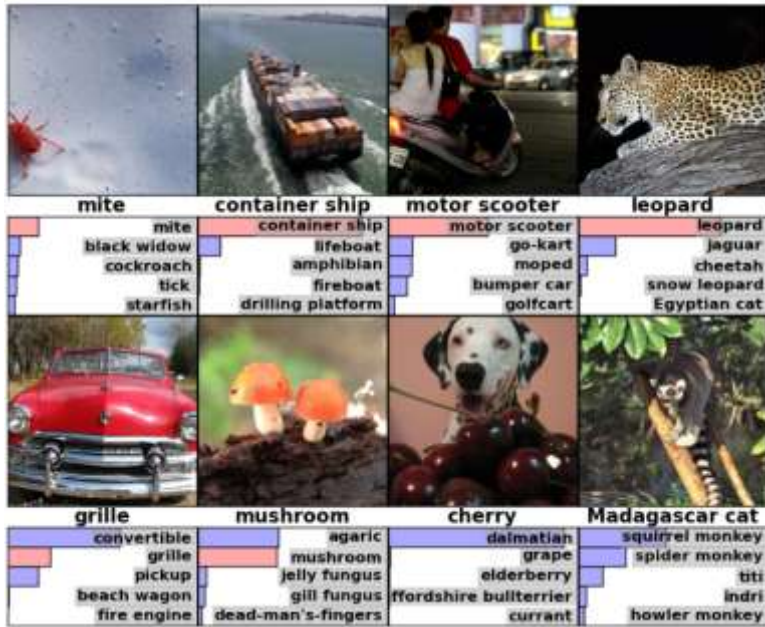 mite container ship motor scooter leopard
mite container ship motor scooter leopard
black widow lifeboat go-kart jaguar
cockroach amphibian moped cheetah
tick fireboat bumper car snow leopard
starfish drilling platform golfcart Egyptian cat
grille mushroom cherry Madagascar cat
convertible agaric dalmatian squirrel monkey
grille mushroom grape spider monkey
pickup jelly fungus elderberry titi
beach wagon gill fungus ffordshire bullterrier indri
fire engine dead-man's-fingers currant howler monkey